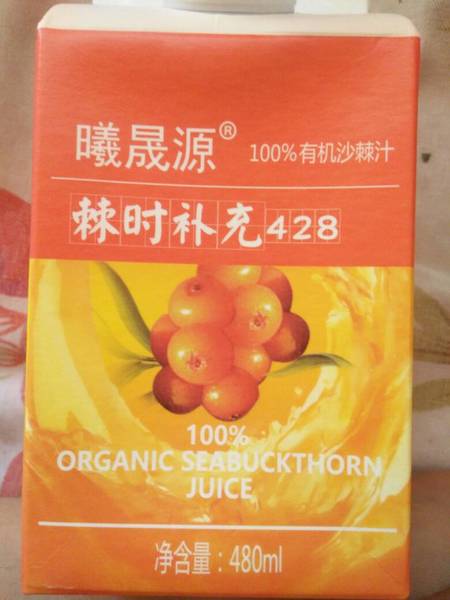 曦晟源®
100%有机沙棘汁
棘时补充428
100%
ORGANIC SEABUCKTHORN
JUICE
净含量：480ml